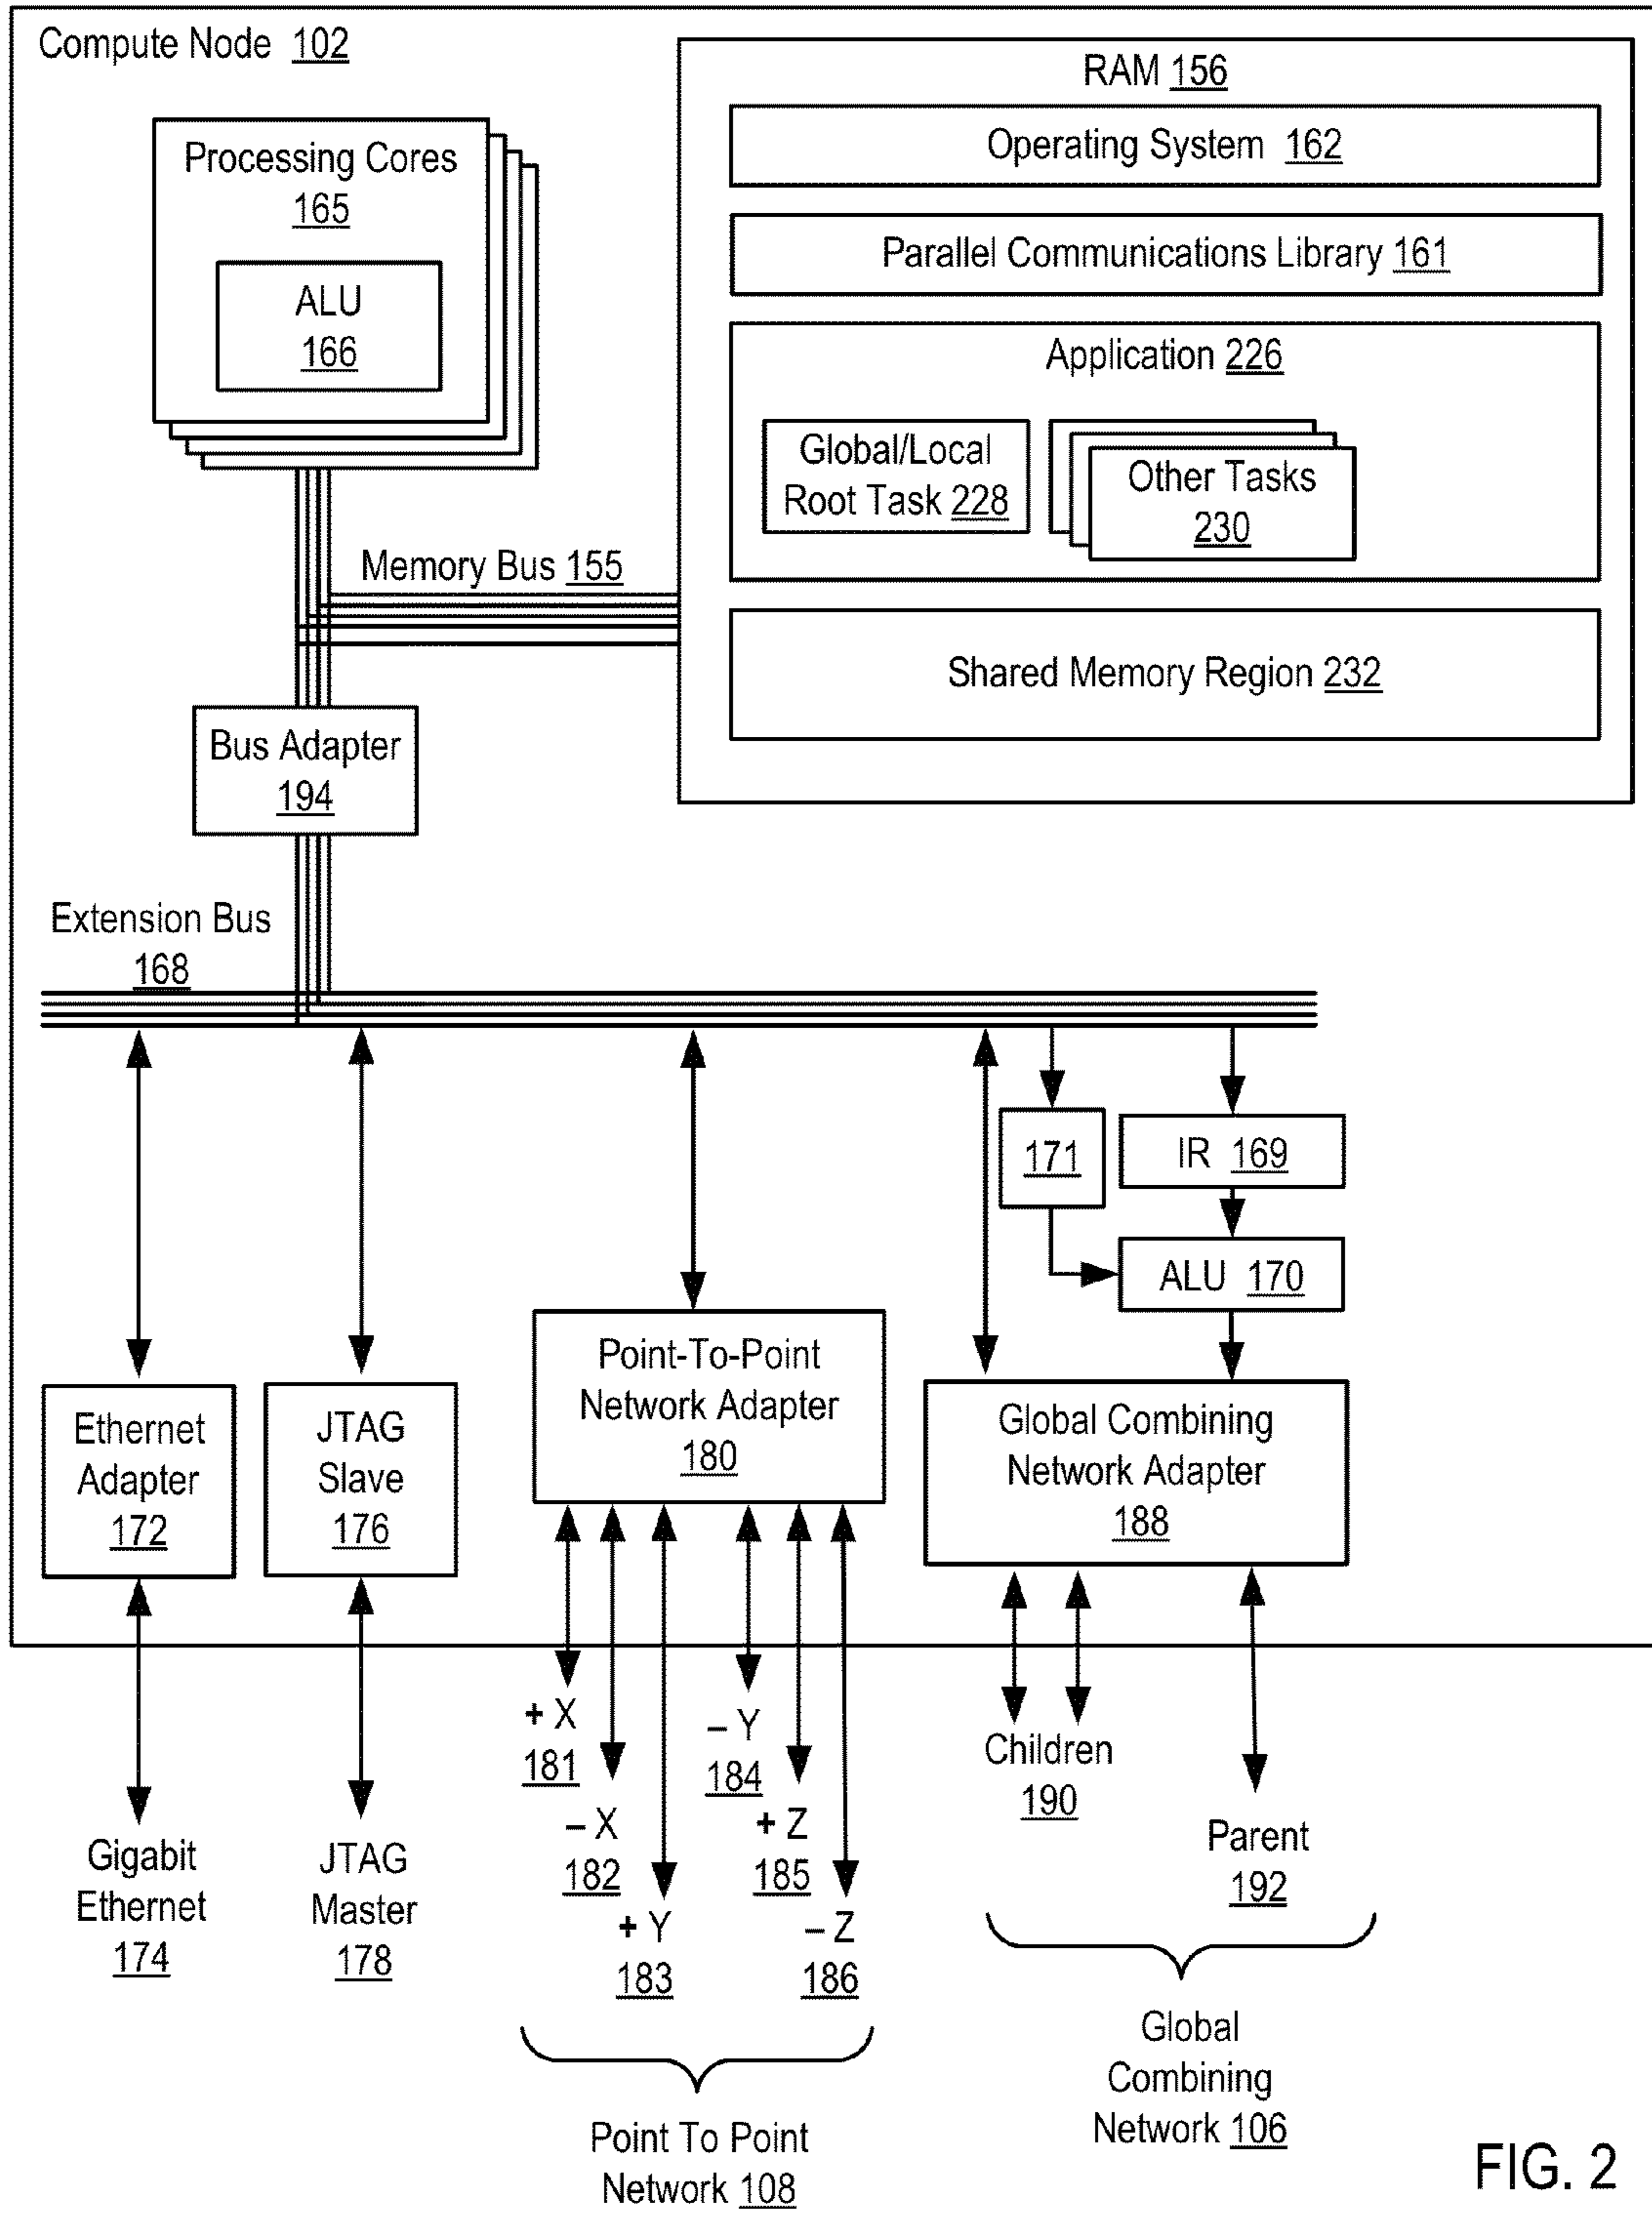 Compute Node 102
RAM 156
Operating System 162
Parallel Communications Library 161
Application 226
Global/Local
Root Task 228
Other Tasks
230
Shared Memory Region 232
Processing Cores
165
ALU
166
Memory Bus 155
Bus Adapter
194
Extension Bus
168
171
IR 169
ALU 170
Ethernet
Adapter
172
JTAG
Slave
176
Point-To-Point
Network Adapter
180
Global Combining
Network Adapter
188
Gigabit
Ethernet
174
JTAG
Master
178
+ X
181
– X
182
+ Y
183
– Y
184
+ Z
185
– Z
186
Children
190
Parent
192
Point To Point
Network 108
Global
Combining
Network 106
FIG. 2